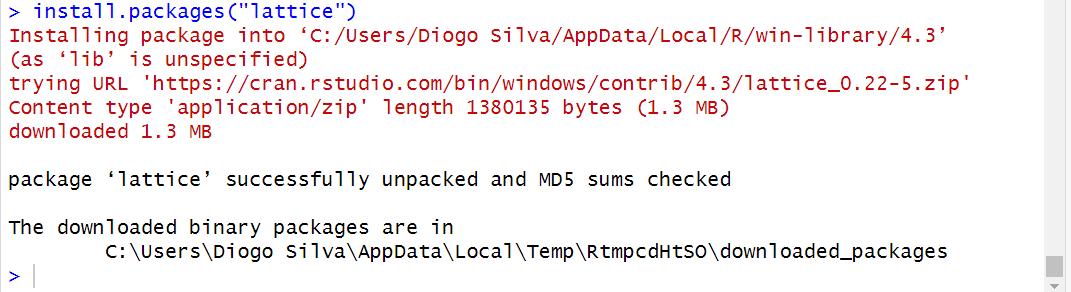 > install.packages("lattice")
Installing package into ‘C:/Users/Diogo Silva/AppData/Local/R/win-library/4.3’
(as ‘lib’ is unspecified)
trying URL 'https://cran.rstudio.com/bin/windows/contrib/4.3/lattice_0.22-5.zip'
Content type 'application/zip' length 1380135 bytes (1.3 MB)
downloaded 1.3 MB
package ‘lattice’ successfully unpacked and MD5 sums checked
The downloaded binary packages are in
C:\Users\Diogo Silva\AppData\Local\Temp\RtmpcdHtSO\downloaded_packages
>